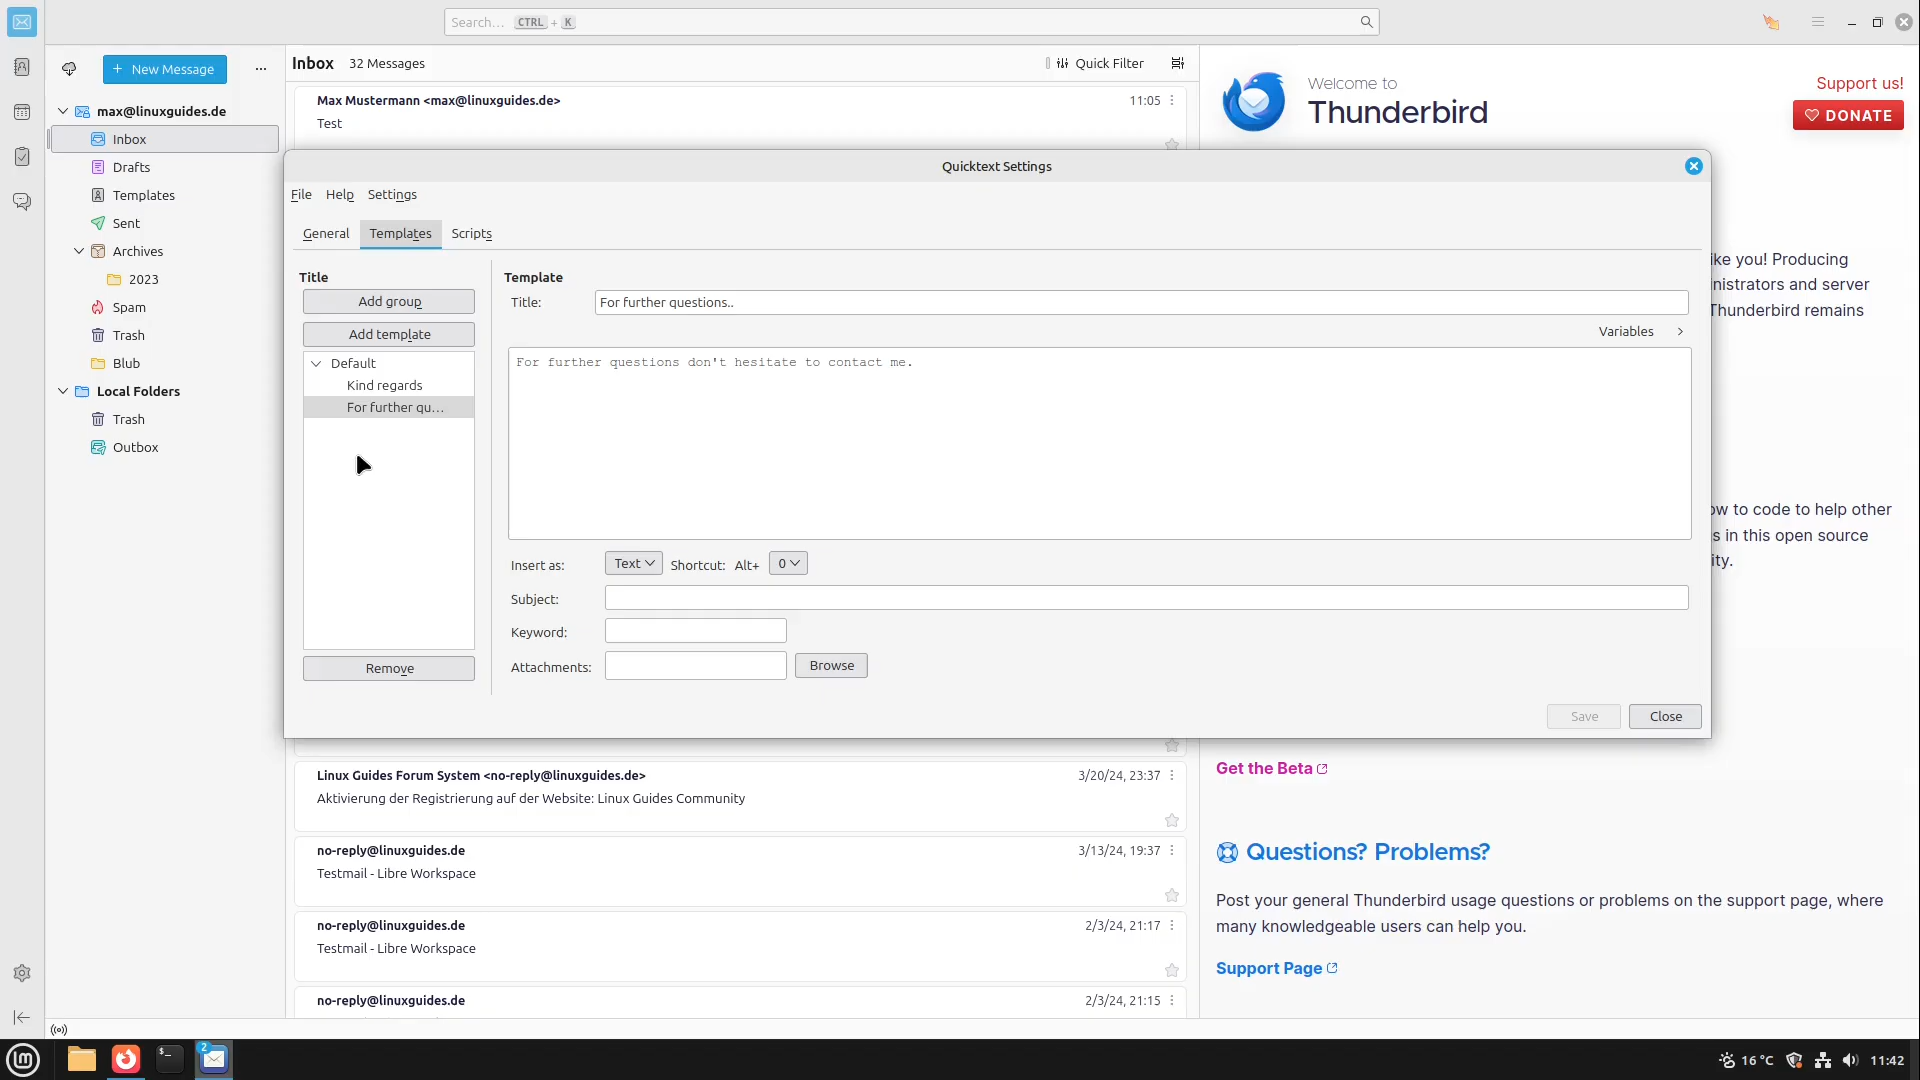 Search... CTRL + K
+ New Message
Inbox 32 Messages
Quick Filter
max@linuxguides.de
Inbox
Drafts
Templates
Sent
Archives
2023
Spam
Trash
Blub
Local Folders
Trash
Outbox
Max Mustermann <max@linuxguides.de> 11:05
Test
Welcome to
Thunderbird
Support us!
DONATE
Quicktext Settings
File Help Settings
General Templates Scripts
Title
Add group
Add template
Default
Kind regards
For further qu...
Remove
Template
Title: For further questions..
Variables
For further questions don't hesitate to contact me.
Insert as: Text Shortcut: Alt+ 0
Subject:
Keyword:
Attachments: Browse
Save Close
ike you! Producing
nistrators and server
Thunderbird remains
ow to code to help other
s in this open source
ity.
Linux Guides Forum System <no-reply@linuxguides.de> 3/20/24, 23:37
Aktivierung der Registrierung auf der Website: Linux Guides Community
no-reply@linuxguides.de 3/13/24, 19:37
Testmail - Libre Workspace
no-reply@linuxguides.de 2/3/24, 21:17
Testmail - Libre Workspace
no-reply@linuxguides.de 2/3/24, 21:15
Get the Beta
Questions? Problems?
Post your general Thunderbird usage questions or problems on the support page, where
many knowledgeable users can help you.
Support Page
2
16 °C 11:42